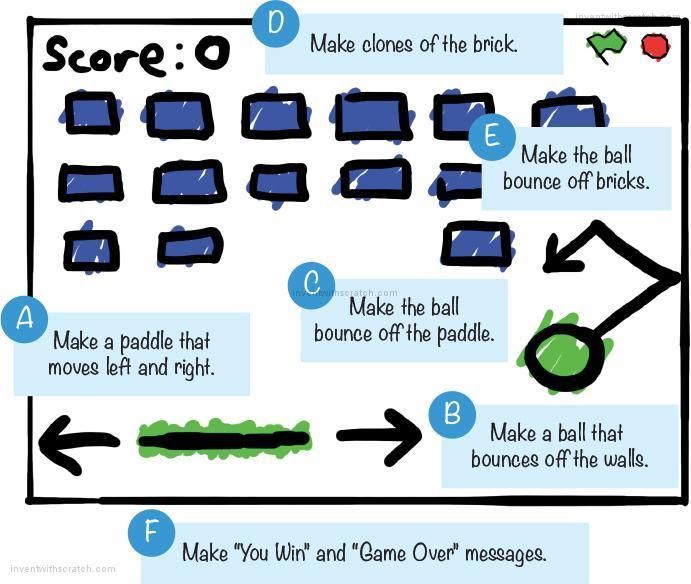 inventwithscratch.com
D
Make clones of the brick.
Score: 0
E
Make the ball
bounce off bricks.
C
inventwithscratch.com
Make the ball
bounce off the paddle.
A
Make a paddle that
moves left and right.
B
Make a ball that
bounces off the walls.
F
Make "You Win" and "Game Over" messages.
inventwithscratch.com